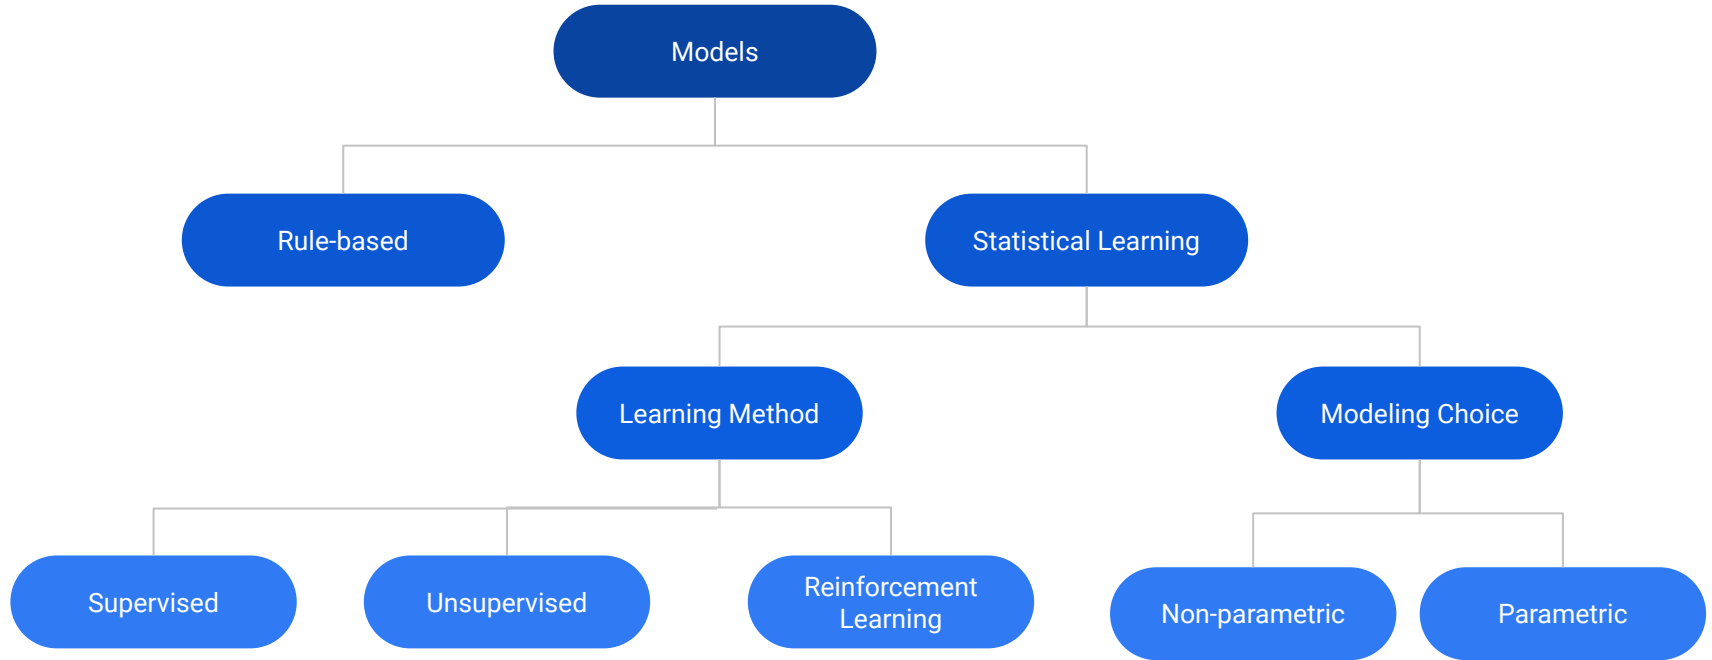 Models
Rule-based
Statistical Learning
Learning Method
Modeling Choice
Supervised
Unsupervised
Reinforcement
Learning
Non-parametric
Parametric